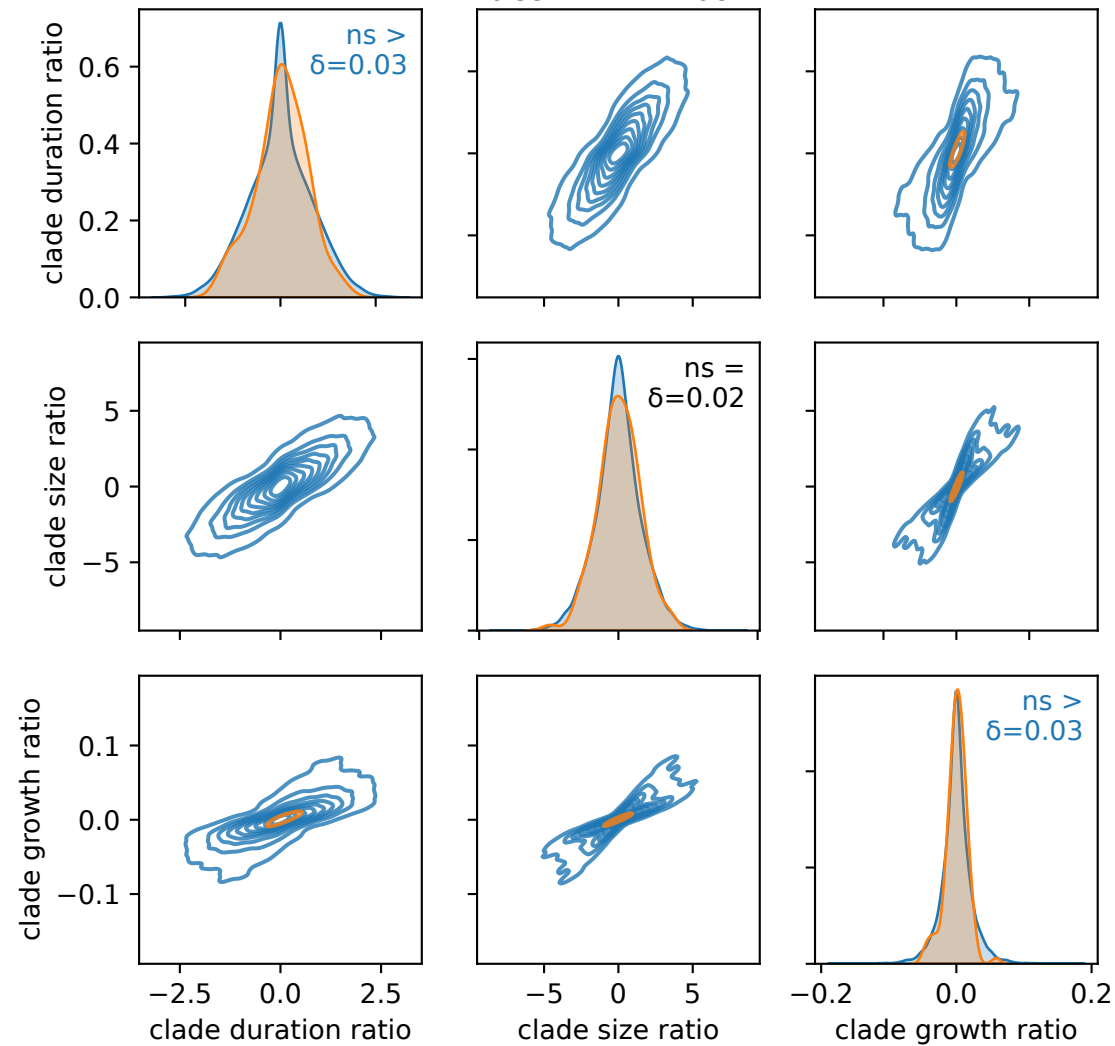 clade duration ratio
0.6
0.4
0.2
0.0
ns >
δ=0.03
clade size ratio
5
0
−5
ns =
δ=0.02
clade growth ratio
0.1
0.0
−0.1
ns >
δ=0.03
−2.5 0.0 2.5
−5 0 5
−0.2 0.0 0.2
clade duration ratio
clade size ratio
clade growth ratio